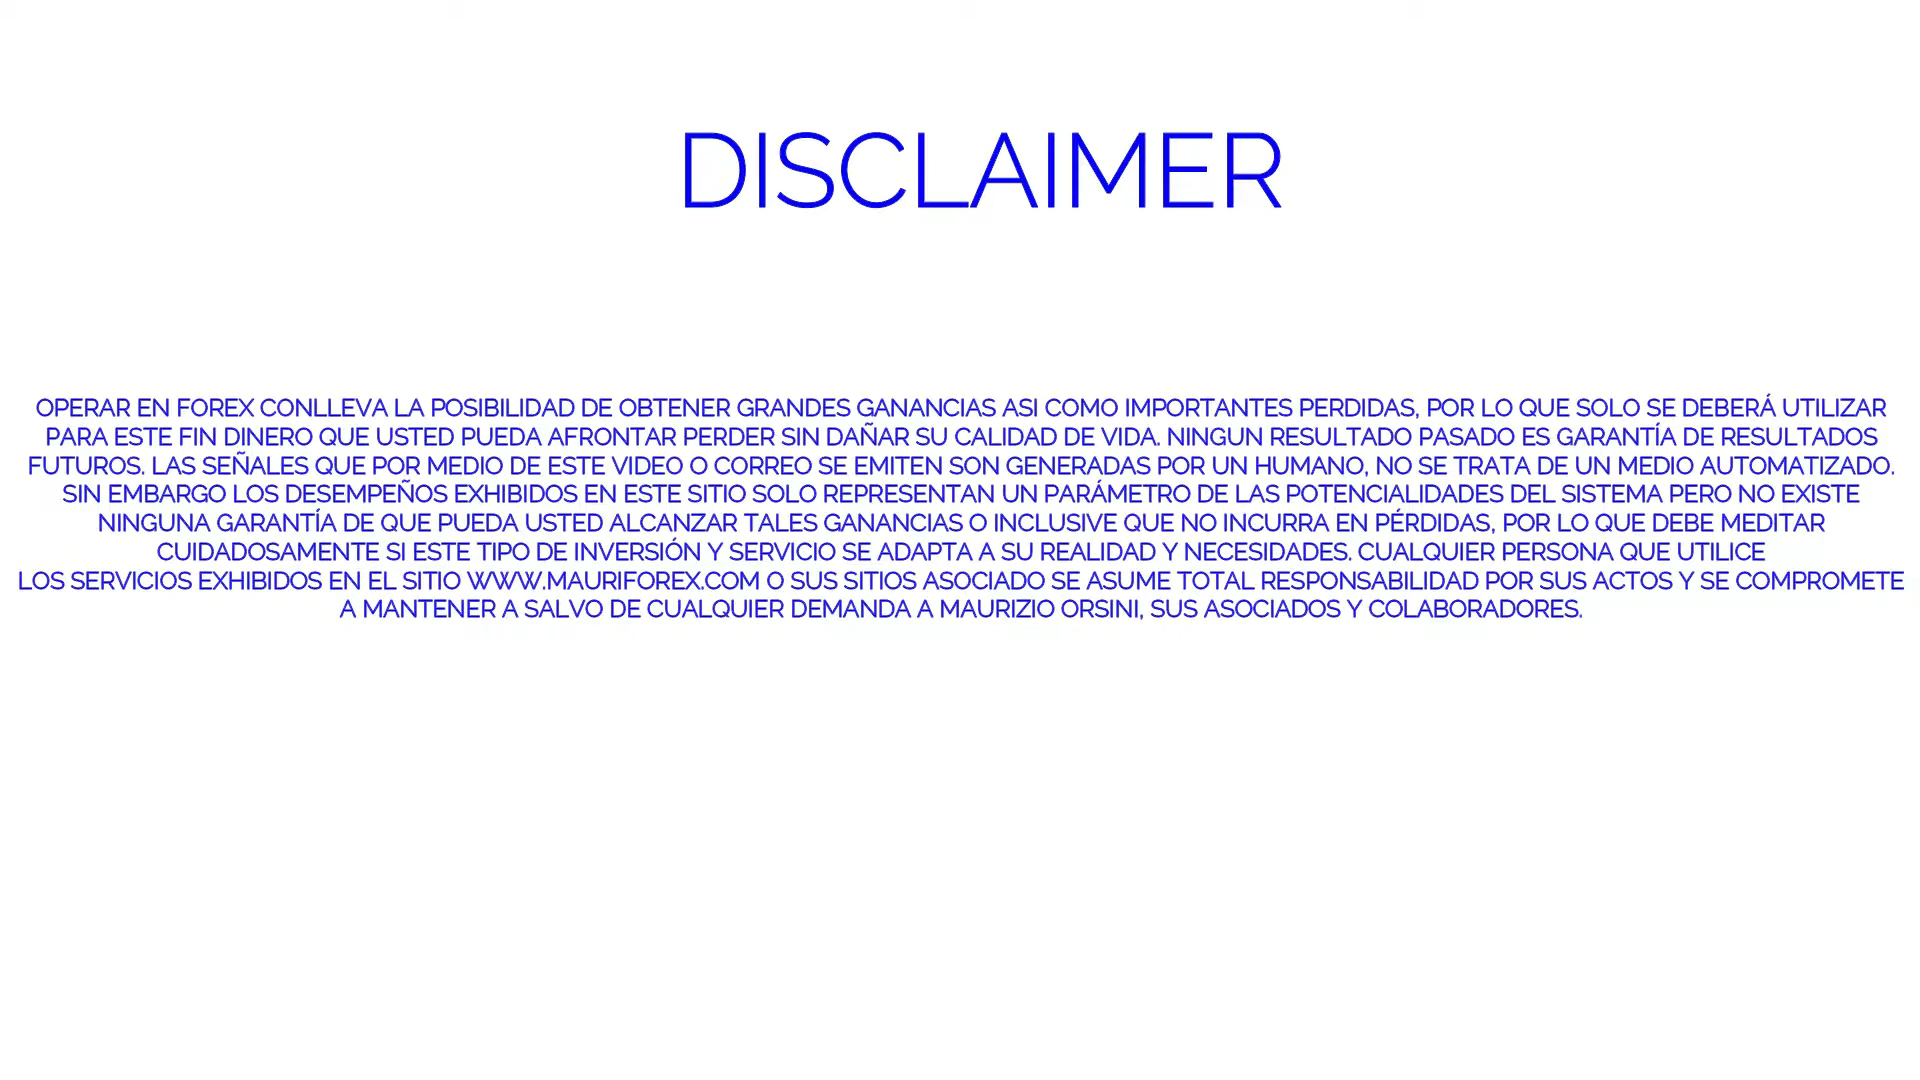 DISCLAIMER
OPERAR EN FOREX CONLLEVA LA POSIBILIDAD DE OBTENER GRANDES GANANCIAS ASI COMO IMPORTANTES PERDIDAS, POR LO QUE SOLO SE DEBERÁ UTILIZAR
PARA ESTE FIN DINERO QUE USTED PUEDA AFRONTAR PERDER SIN DAÑAR SU CALIDAD DE VIDA. NINGUN RESULTADO PASADO ES GARANTÍA DE RESULTADOS
FUTUROS. LAS SEÑALES QUE POR MEDIO DE ESTE VIDEO O CORREO SE EMITEN SON GENERADAS POR UN HUMANO, NO SE TRATA DE UN MEDIO AUTOMATIZADO.
SIN EMBARGO LOS DESEMPEÑOS EXHIBIDOS EN ESTE SITIO SOLO REPRESENTAN UN PARÁMETRO DE LAS POTENCIALIDADES DEL SISTEMA PERO NO EXISTE
NINGUNA GARANTÍA DE QUE PUEDA USTED ALCANZAR TALES GANANCIAS O INCLUSIVE QUE NO INCURRA EN PÉRDIDAS, POR LO QUE DEBE MEDITAR
CUIDADOSAMENTE SI ESTE TIPO DE INVERSIÓN Y SERVICIO SE ADAPTA A SU REALIDAD Y NECESIDADES. CUALQUIER PERSONA QUE UTILICE
LOS SERVICIOS EXHIBIDOS EN EL SITIO WWW.MAURIFOREX.COM O SUS SITIOS ASOCIADO SE ASUME TOTAL RESPONSABILIDAD POR SUS ACTOS Y SE COMPROMETE
A MANTENER A SALVO DE CUALQUIER DEMANDA A MAURIZIO ORSINI, SUS ASOCIADOS Y COLABORADORES.